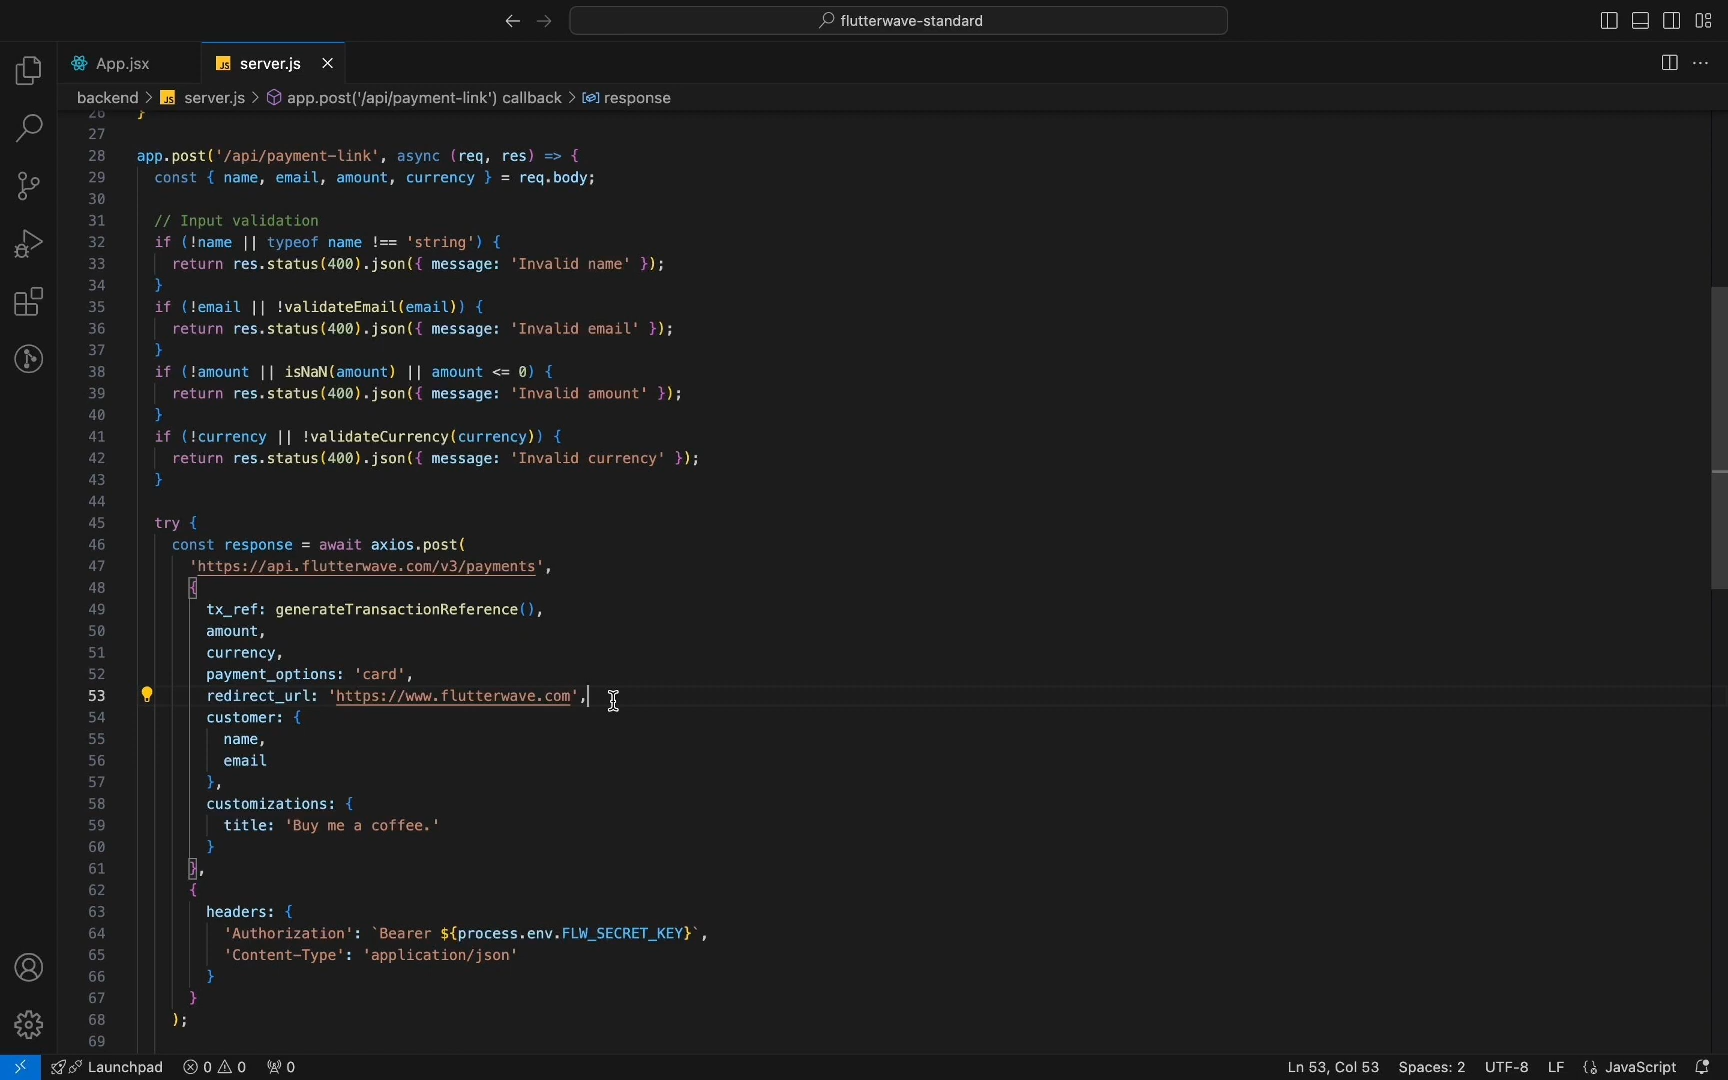 flutterwave-standard
App.jsx
server.js
backend > JS server.js > app.post('/api/payment-link') callback > response
26 }
27
28 app.post('/api/payment-link', async (req, res) => {
29 const { name, email, amount, currency } = req.body;
30
31 // Input validation
32 if (!name || typeof name !== 'string') {
33 return res.status(400).json({ message: 'Invalid name' });
34 }
35 if (!email || !validateEmail(email)) {
36 return res.status(400).json({ message: 'Invalid email' });
37 }
38 if (!amount || isNaN(amount) || amount <= 0) {
39 return res.status(400).json({ message: 'Invalid amount' });
40 }
41 if (!currency || !validateCurrency(currency)) {
42 return res.status(400).json({ message: 'Invalid currency' });
43 }
44
45 try {
46 const response = await axios.post(
47 'https://api.flutterwave.com/v3/payments',
48 {
49 tx_ref: generateTransactionReference(),
50 amount,
51 currency,
52 payment_options: 'card',
53 redirect_url: 'https://www.flutterwave.com',
54 customer: {
55 name,
56 email
57 },
58 customizations: {
59 title: 'Buy me a coffee.'
60 }
61 },
62 {
63 headers: {
64 'Authorization': `Bearer ${process.env.FLW_SECRET_KEY}`,
65 'Content-Type': 'application/json'
66 }
67 }
68 );
69
Launchpad 0 0 0 Ln 53, Col 53 Spaces: 2 UTF-8 LF {} JavaScript